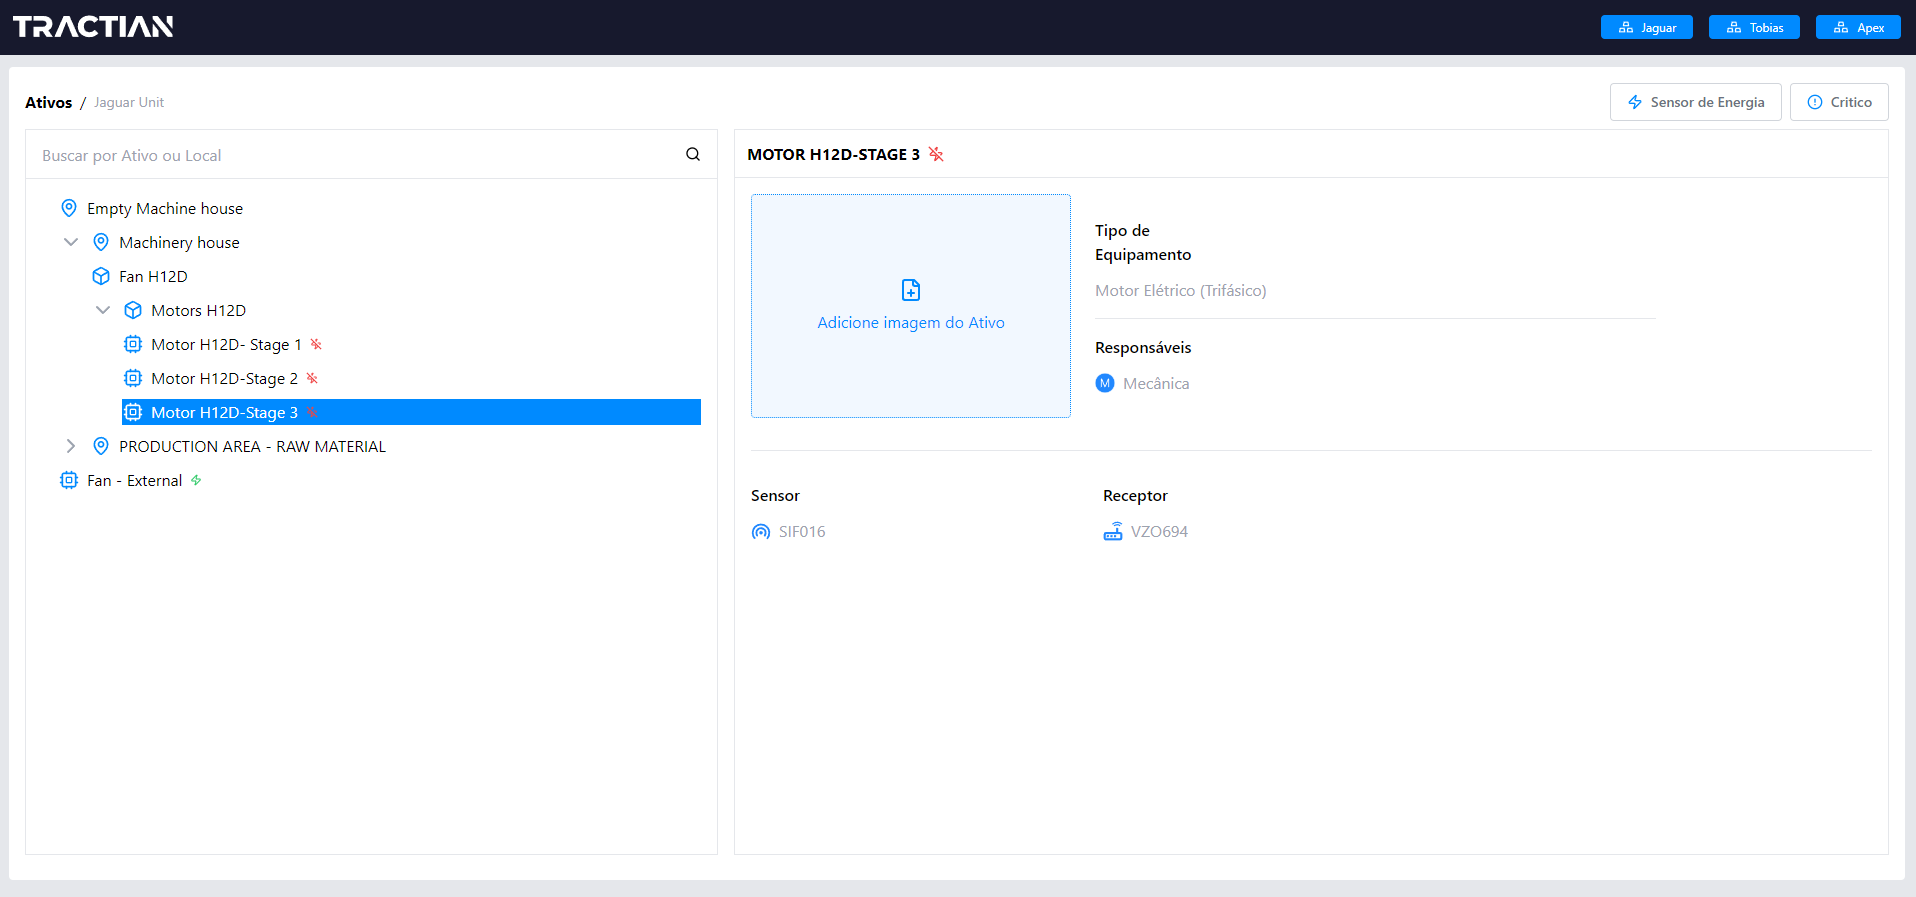 TRACTIAN
Jaguar
Tobias
Apex
Ativos / Jaguar Unit
Sensor de Energia
Critico
Buscar por Ativo ou Local
Empty Machine house
Machinery house
Fan H12D
Motors H12D
Motor H12D- Stage 1
Motor H12D-Stage 2
Motor H12D-Stage 3
PRODUCTION AREA - RAW MATERIAL
Fan - External
MOTOR H12D-STAGE 3
Adicione imagem do Ativo
Tipo de
Equipamento
Motor Elétrico (Trifásico)
Responsáveis
M Mecânica
Sensor
SIF016
Receptor
VZO694